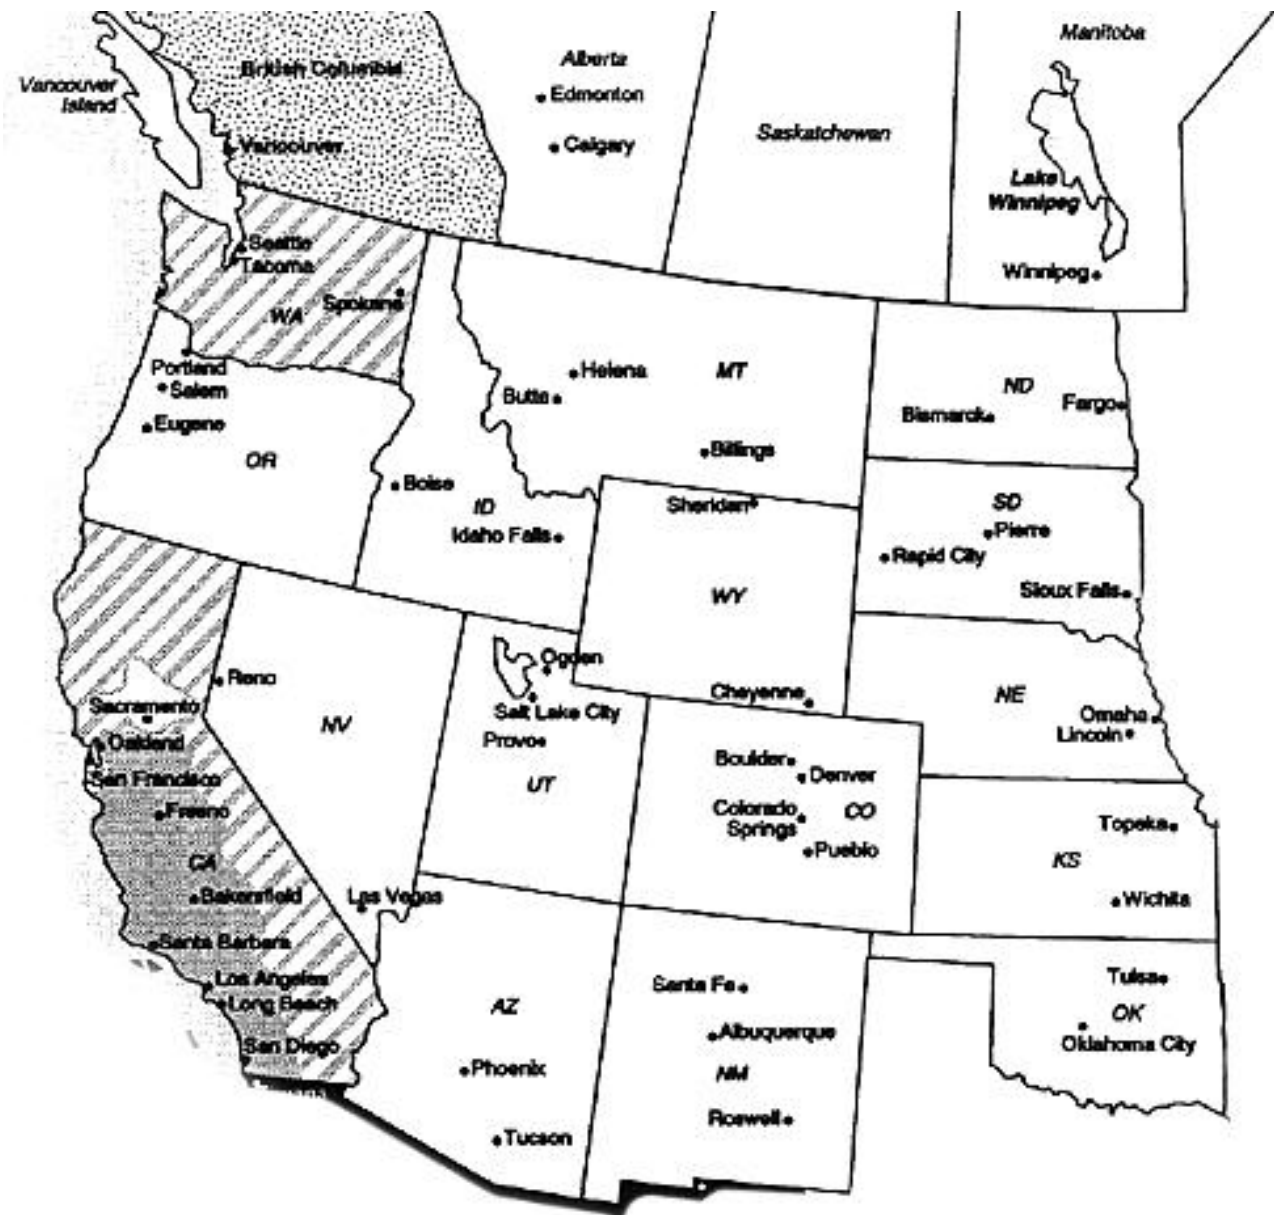 Manitoba
Alberta
British Columbia
Vancouver
Island
Edmonton
Saskatchewan
Calgary
Vancouver
Lake
Winnipeg
Seattle
Tacoma
Winnipeg
Spokane
WA
Portland
Salem
Helena
MT
ND
Butte
Bismarck
Fargo
Eugene
OR
Billings
Boise
ID
Sheridan
SD
Idaho Falls
Pierre
Rapid City
WY
Sioux Falls
Ogden
Reno
Cheyenne
NE
Sacramento
NV
Salt Lake City
Omaha
Lincoln
Oakland
Provo
Boulder
Denver
San Francisco
UT
Fresno
Colorado
Springs
CO
Topeka
Pueblo
KS
CA
Bakersfield
Las Vegas
Wichita
Santa Barbara
Los Angeles
Santa Fe
Tulsa
Long Beach
AZ
OK
Albuquerque
Oklahoma City
San Diego
Phoenix
NM
Roswell
Tucson